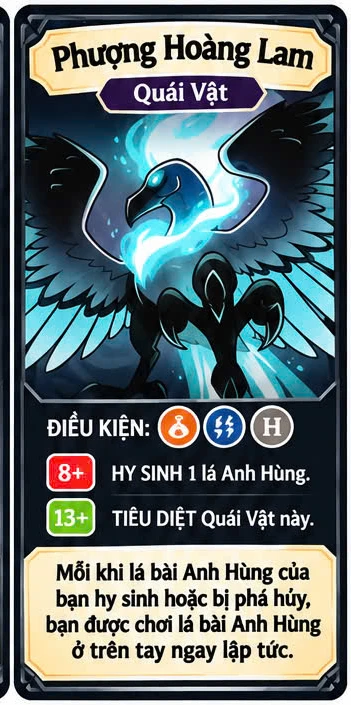 Phượng Hoàng Lam
Quái Vật
ĐIỀU KIỆN: H
8+ HY SINH 1 lá Anh Hùng.
13+ TIÊU DIỆT Quái Vật này.
Mỗi khi lá bài Anh Hùng của
bạn hy sinh hoặc bị phá hủy,
bạn được chơi lá bài Anh Hùng
ở trên tay ngay lập tức.